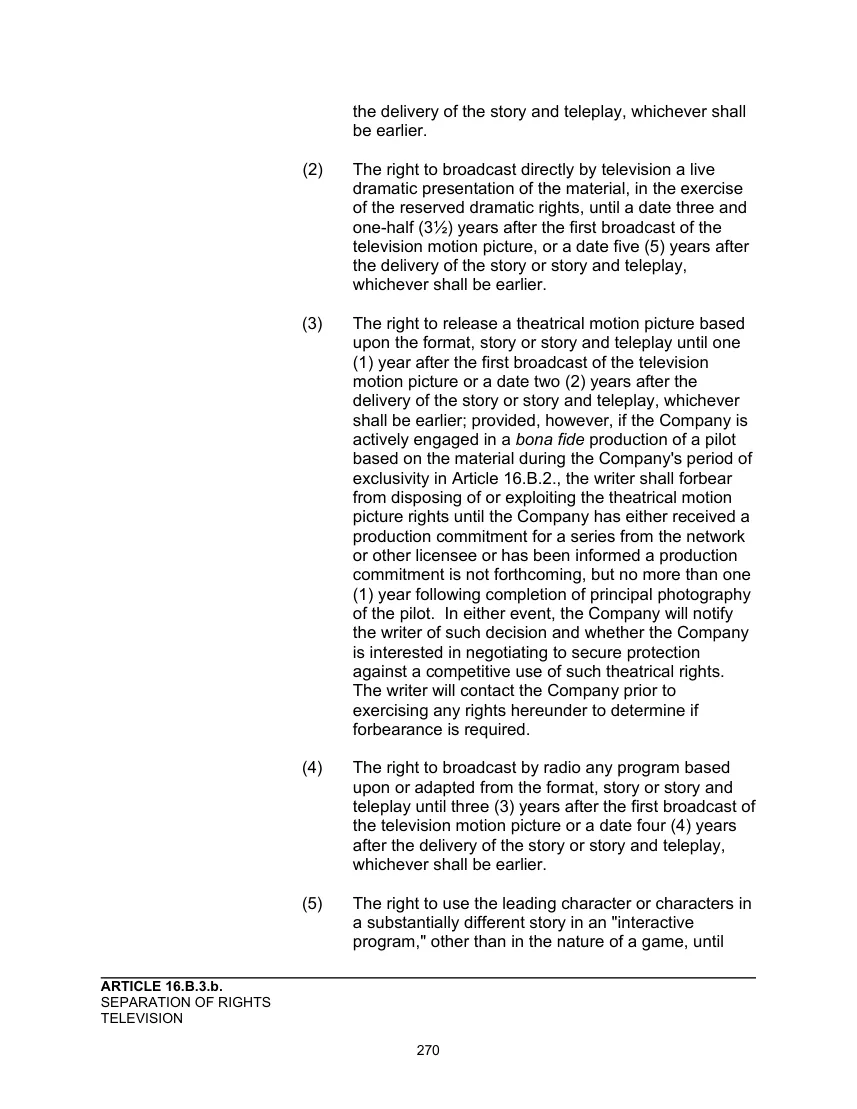 the delivery of the story and teleplay, whichever shall
be earlier.
(2) The right to broadcast directly by television a live
dramatic presentation of the material, in the exercise
of the reserved dramatic rights, until a date three and
one-half (3½) years after the first broadcast of the
television motion picture, or a date five (5) years after
the delivery of the story or story and teleplay,
whichever shall be earlier.
(3) The right to release a theatrical motion picture based
upon the format, story or story and teleplay until one
(1) year after the first broadcast of the television
motion picture or a date two (2) years after the
delivery of the story or story and teleplay, whichever
shall be earlier; provided, however, if the Company is
actively engaged in a bona fide production of a pilot
based on the material during the Company's period of
exclusivity in Article 16.B.2., the writer shall forbear
from disposing of or exploiting the theatrical motion
picture rights until the Company has either received a
production commitment for a series from the network
or other licensee or has been informed a production
commitment is not forthcoming, but no more than one
(1) year following completion of principal photography
of the pilot.  In either event, the Company will notify
the writer of such decision and whether the Company
is interested in negotiating to secure protection
against a competitive use of such theatrical rights.
The writer will contact the Company prior to
exercising any rights hereunder to determine if
forbearance is required.
(4) The right to broadcast by radio any program based
upon or adapted from the format, story or story and
teleplay until three (3) years after the first broadcast of
the television motion picture or a date four (4) years
after the delivery of the story or story and teleplay,
whichever shall be earlier.
(5) The right to use the leading character or characters in
a substantially different story in an "interactive
program," other than in the nature of a game, until
ARTICLE 16.B.3.b.
SEPARATION OF RIGHTS
TELEVISION
270